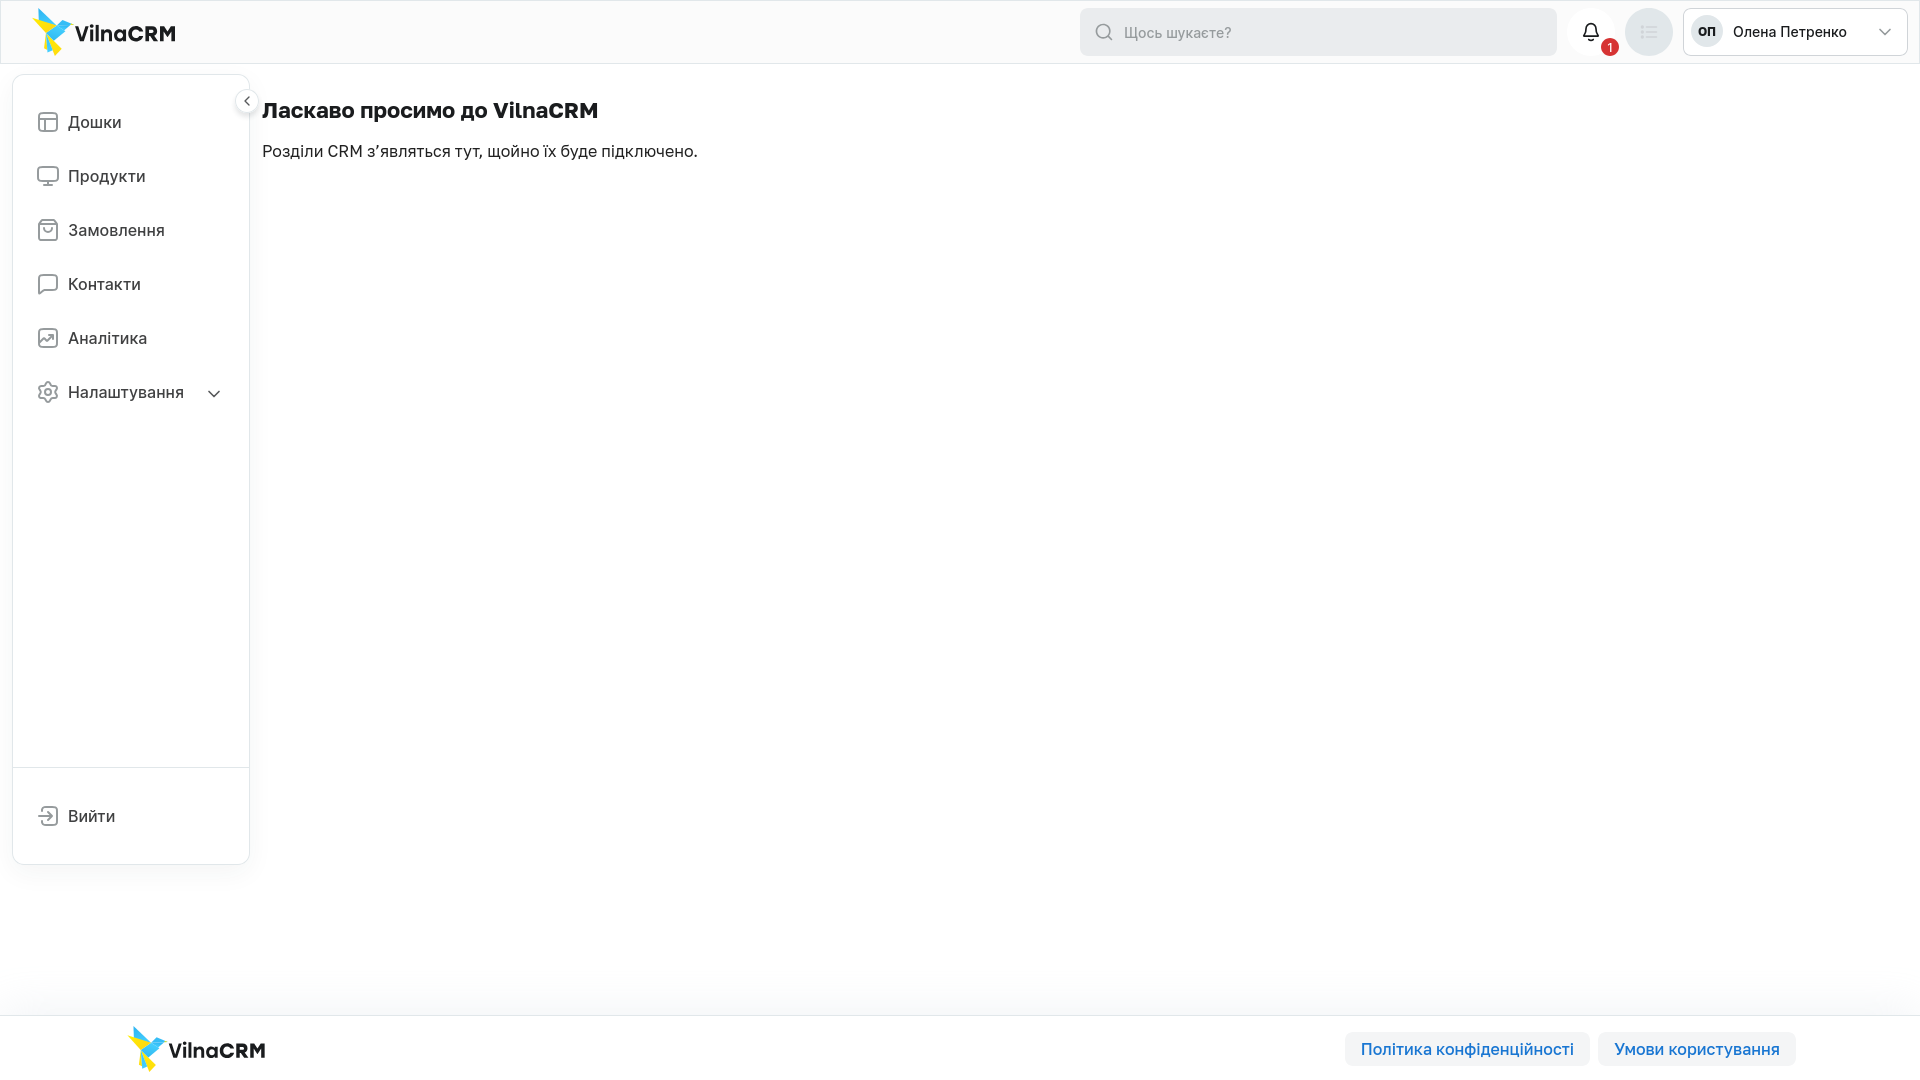 VilnaCRM
Щось шукаєте?
1
ОП
Олена Петренко
Дошки
Продукти
Замовлення
Контакти
Аналітика
Налаштування
Вийти
Ласкаво просимо до VilnaCRM
Розділи CRM з’являться тут, щойно їх буде підключено.
VilnaCRM
Політика конфіденційності
Умови користування